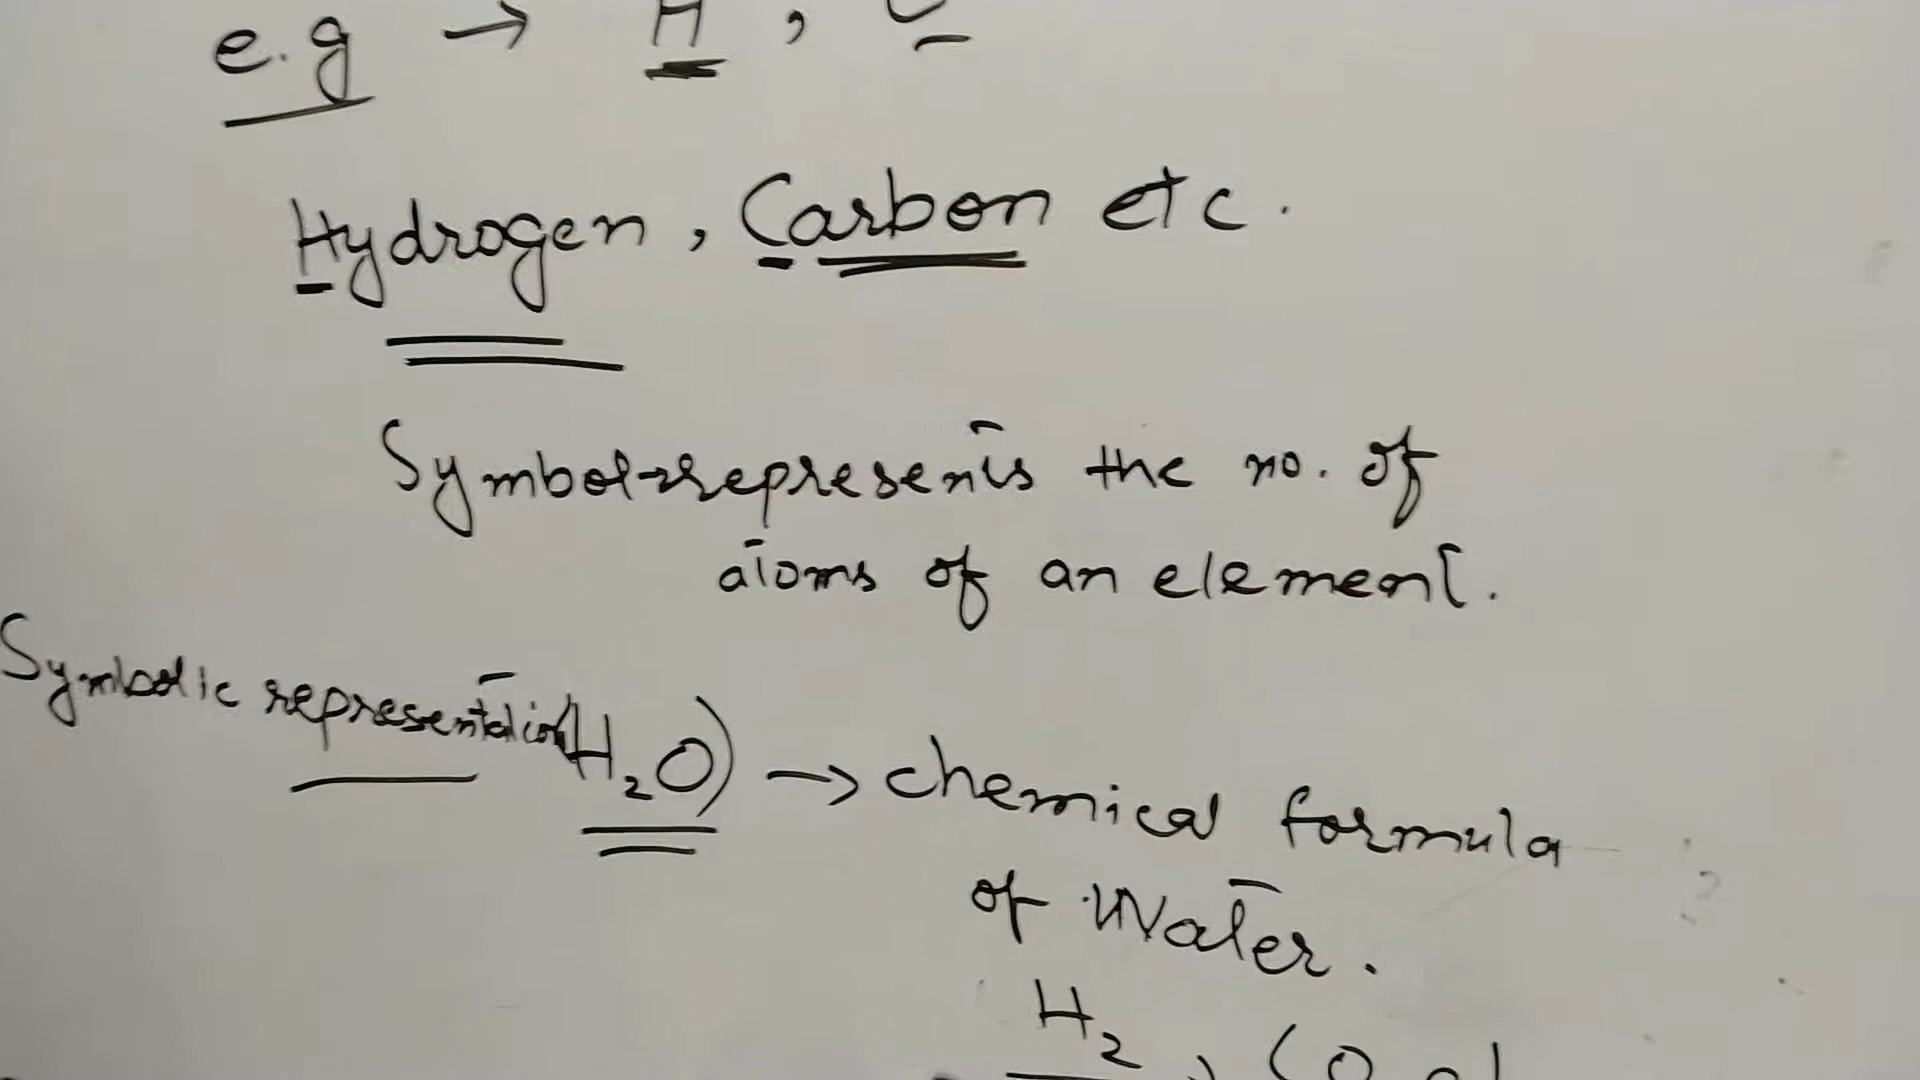 e.g → H ,
Hydrogen, Carbon etc.
Symbol→represents the no. of
atoms of an element.
Symbolic representation (H₂O) → chemical formula
of Water.
H₂